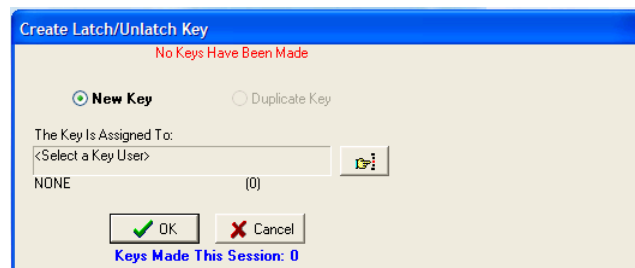 Create Latch/Unlatch Key
No Keys Have Been Made
New Key Duplicate Key
The Key Is Assigned To:
<Select a Key User>
NONE (0)
OK Cancel
Keys Made This Session: 0